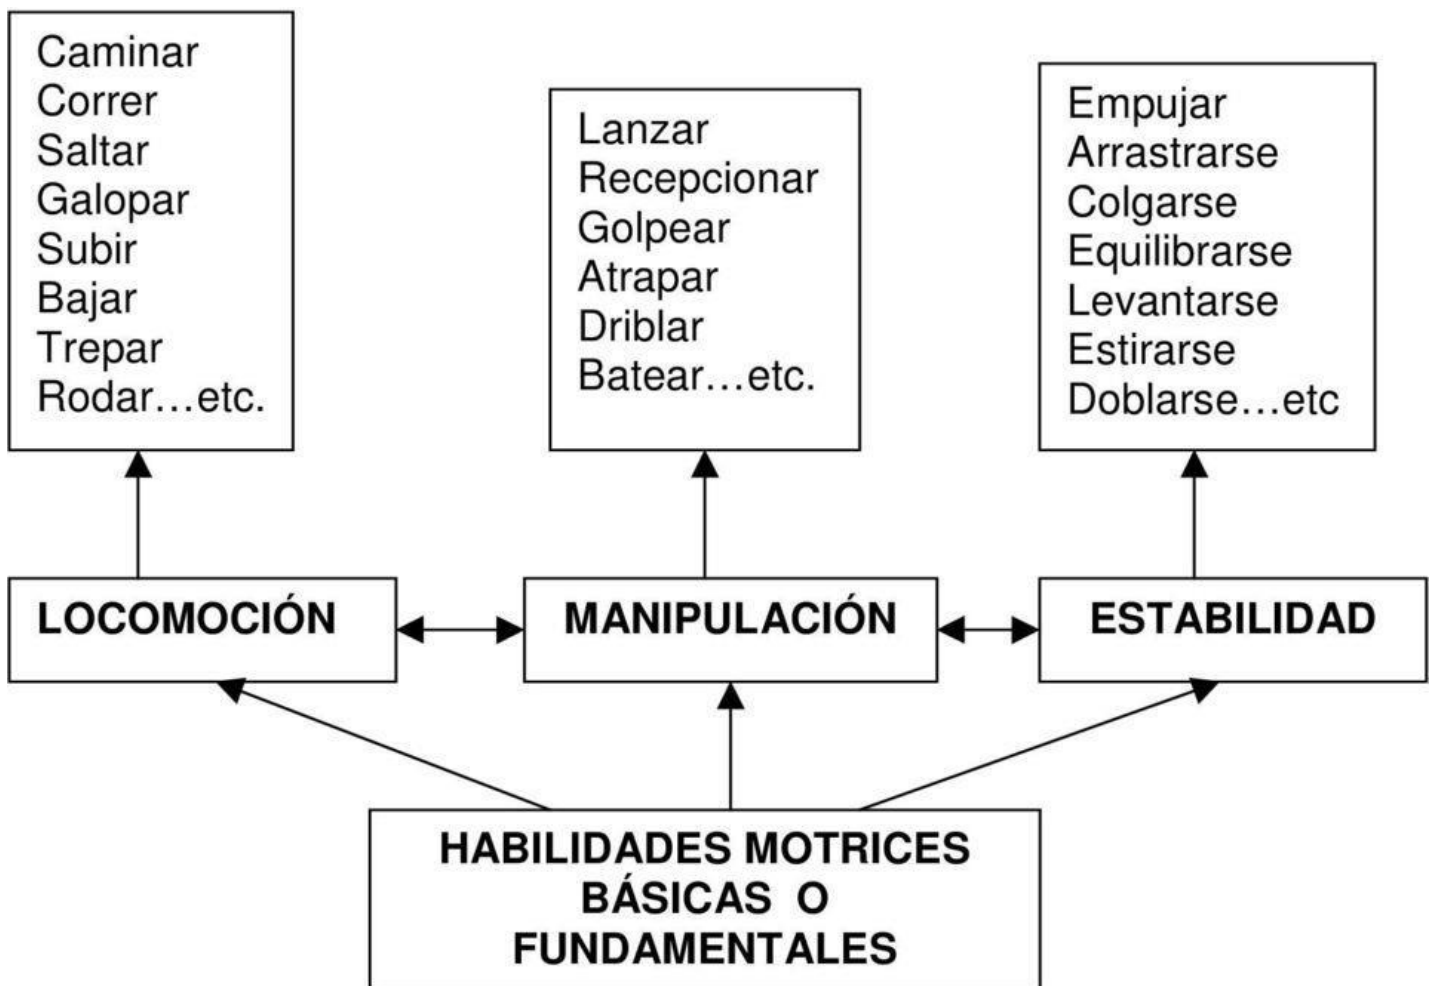 Caminar
Correr
Saltar
Galopar
Subir
Bajar
Trepar
Rodar…etc.
Lanzar
Recepcionar
Golpear
Atrapar
Driblar
Batear…etc.
Empujar
Arrastrarse
Colgarse
Equilibrarse
Levantarse
Estirarse
Doblarse…etc
LOCOMOCIÓN
MANIPULACIÓN
ESTABILIDAD
HABILIDADES MOTRICES
BÁSICAS O
FUNDAMENTALES